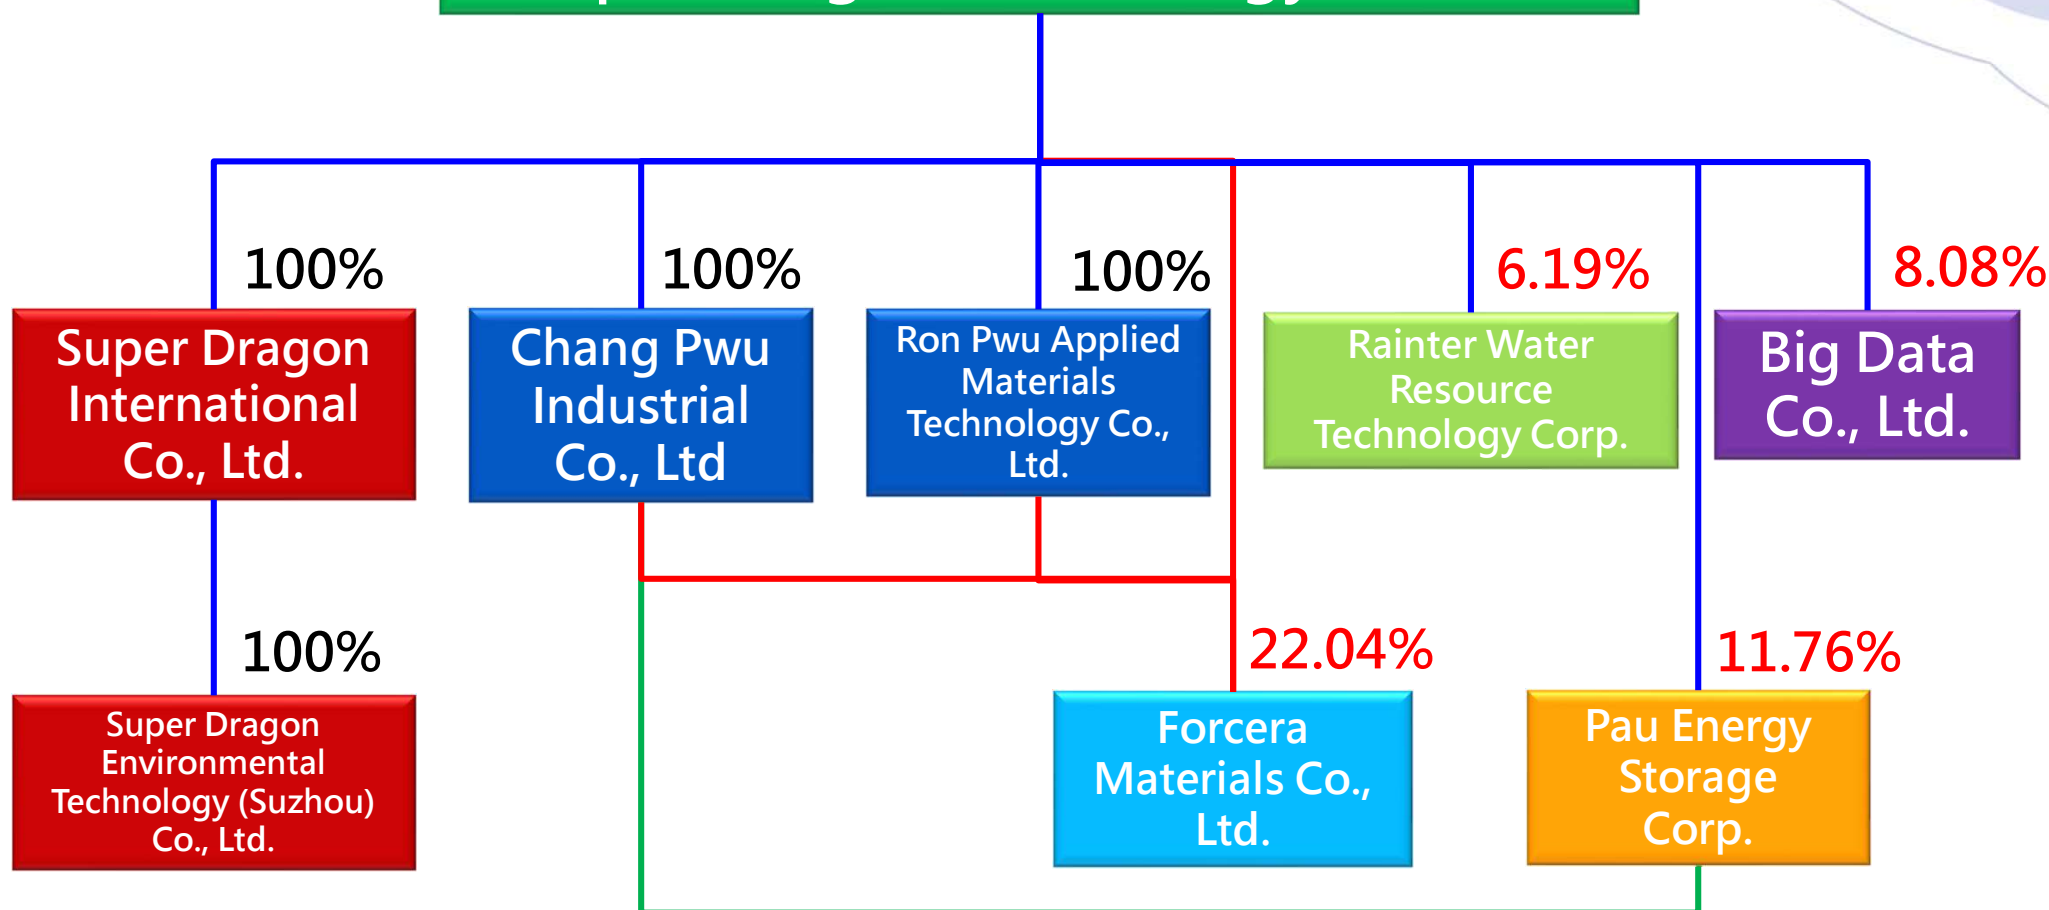 100%
100%
100%
6.19%
8.08%
Super Dragon
International
Co., Ltd.
Chang Pwu
Industrial
Co., Ltd
Ron Pwu Applied
Materials
Technology Co.,
Ltd.
Rainter Water
Resource
Technology Corp.
Big Data
Co., Ltd.
100%
22.04%
11.76%
Super Dragon
Environmental
Technology (Suzhou)
Co., Ltd.
Forcera
Materials Co.,
Ltd.
Pau Energy
Storage
Corp.